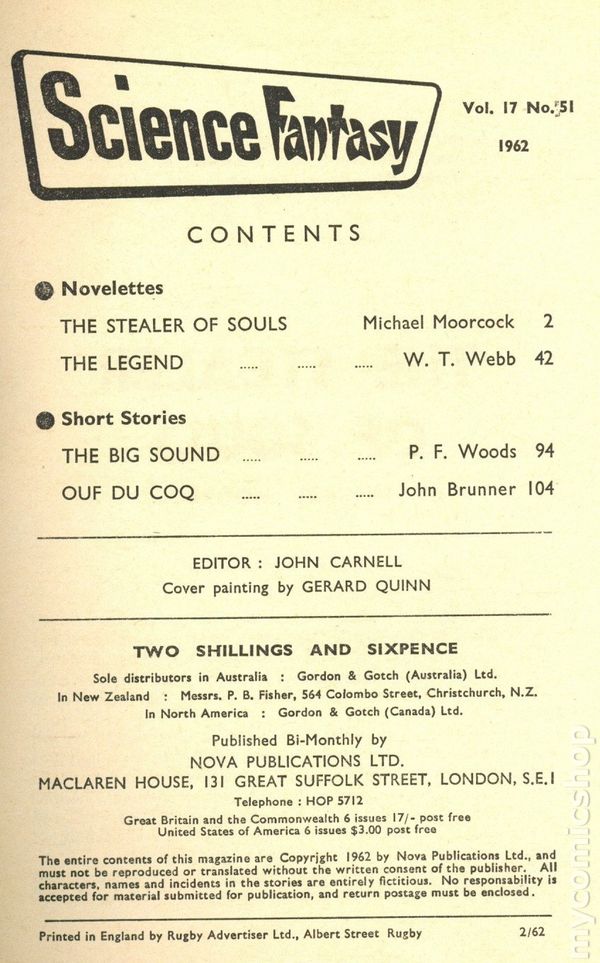 Science Fantasy
Vol. 17 No. 51
1962
CONTENTS
Novelettes
THE STEALER OF SOULS Michael Moorcock 2
THE LEGEND ..... ..... ..... W. T. Webb 42
Short Stories
THE BIG SOUND ..... ..... ..... P. F. Woods 94
OUF DU COQ ..... ..... ..... John Brunner 104
EDITOR : JOHN CARNELL
Cover painting by GERARD QUINN
TWO SHILLINGS AND SIXPENCE
Sole distributors in Australia : Gordon & Gotch (Australia) Ltd.
In New Zealand : Messrs. P. B. Fisher, 564 Colombo Street, Christchurch, N.Z.
In North America : Gordon & Gotch (Canada) Ltd.
Published Bi-Monthly by
NOVA PUBLICATIONS LTD.
MACLAREN HOUSE, 131 GREAT SUFFOLK STREET, LONDON, S.E.1
Telephone : HOP 5712
Great Britain and the Commonwealth 6 issues 17/- post free
United States of America 6 issues $3.00 post free
The entire contents of this magazine are Copyright 1962 by Nova Publications Ltd., and
must not be reproduced or translated without the written consent of the publisher. All
characters, names and incidents in the stories are entirely fictitious. No responsability is
accepted for material submitted for publication, and return postage must be enclosed.
Printed in England by Rugby Advertiser Ltd., Albert Street Rugby 2/62
mycomicshop